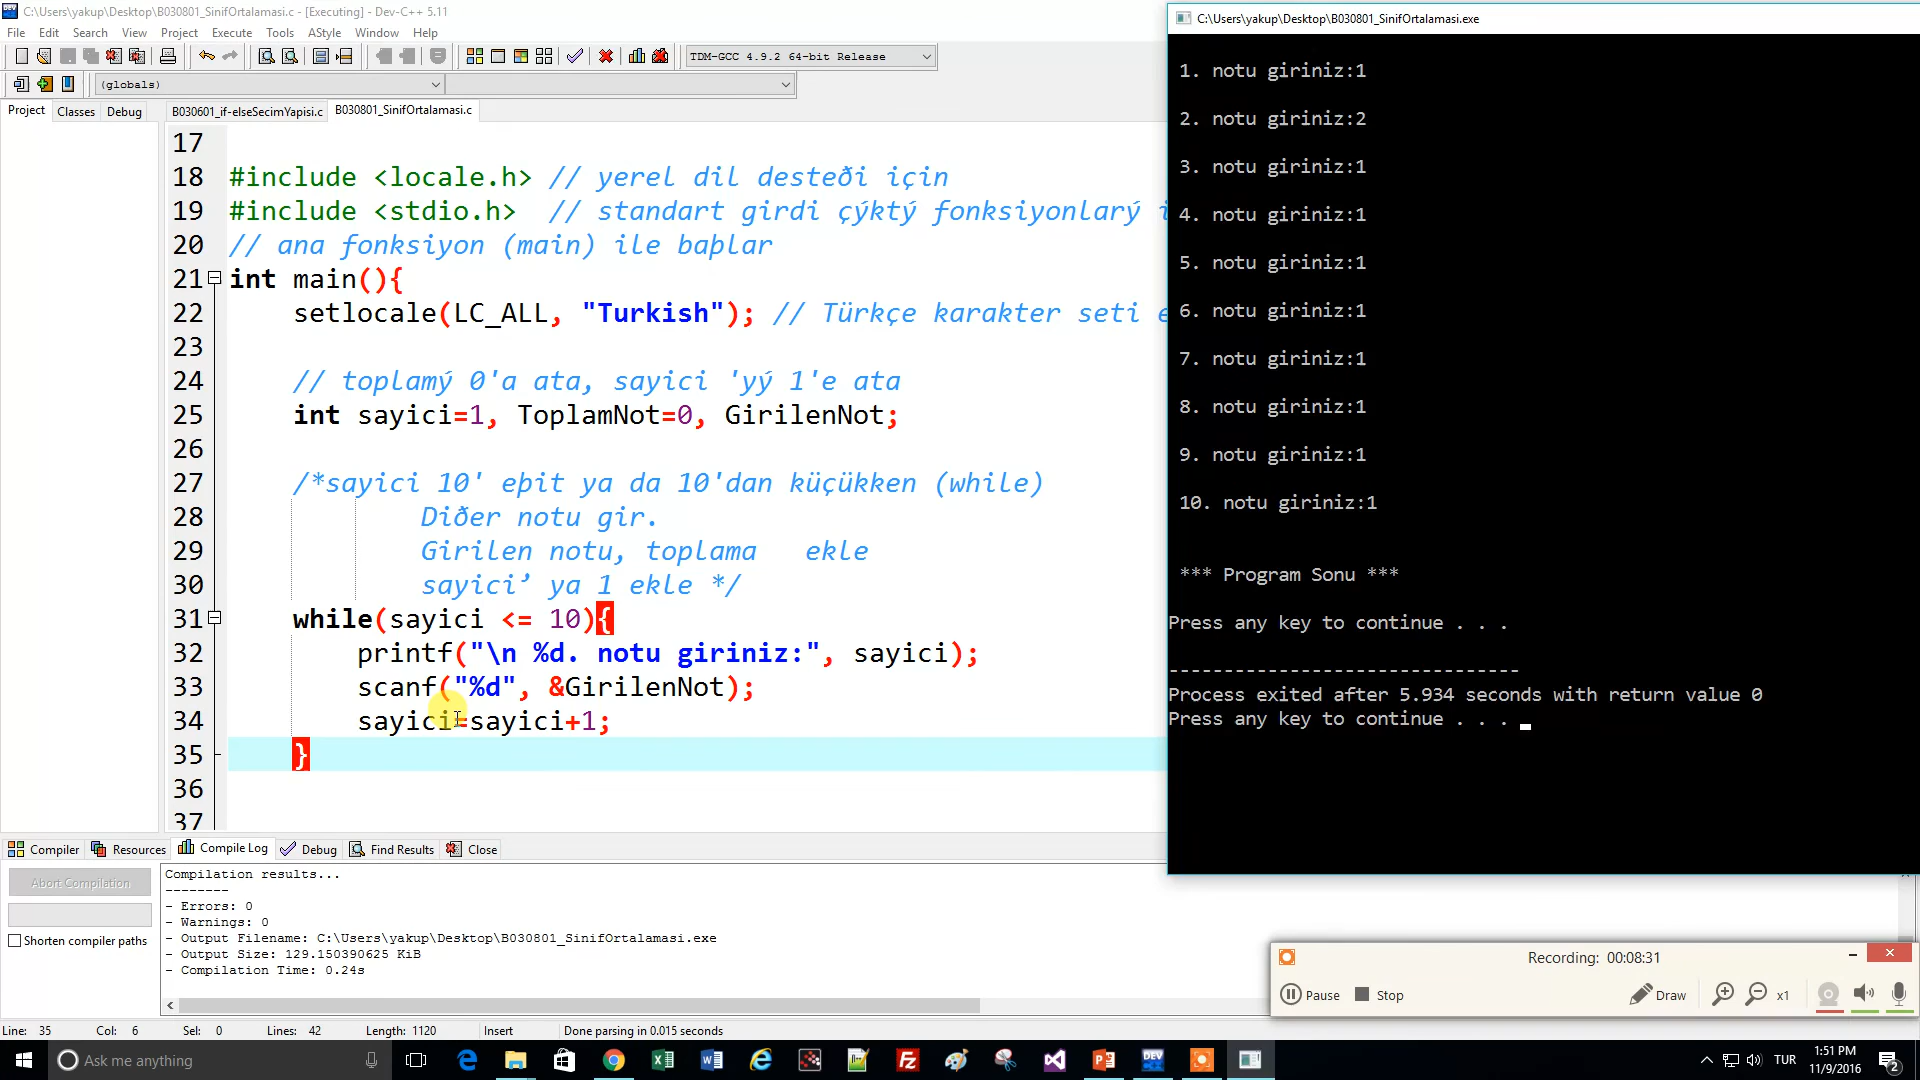 C:\Users\yakup\Desktop\B030801_SinifOrtalamasi.c - [Executing] - Dev-C++ 5.11
File Edit Search View Project Execute Tools AStyle Window Help
TDM-GCC 4.9.2 64-bit Release
(globals)
Project Classes Debug
B030601_if-elseSecimYapisi.c B030801_SinifOrtalamasi.c
17
18 #include <locale.h> // yerel dil desteði için
19 #include <stdio.h>  // standart girdi çýktý fonksiyonlarý
20 // ana fonksiyon (main) ile baþlar
21 int main(){
22 setlocale(LC_ALL, "Turkish"); // Türkçe karakter seti
23
24 // toplamý 0'a ata, sayici 'yý 1'e ata
25 int sayici=1, ToplamNot=0, GirilenNot;
26
27 /*sayici 10' eþit ya da 10'dan küçükken (while)
28 Diðer notu gir.
29 Girilen notu, toplama   ekle
30 sayici’ ya 1 ekle */
31 while(sayici <= 10){
32 printf("\n %d. notu giriniz:", sayici);
33 scanf("%d", &GirilenNot);
34 sayici=sayici+1;
35 }
36
37
Compiler Resources Compile Log Debug Find Results Close
Abort Compilation
Shorten compiler paths
Compilation results...
--------
- Errors: 0
- Warnings: 0
- Output Filename: C:\Users\yakup\Desktop\B030801_SinifOrtalamasi.exe
- Output Size: 129.150390625 KiB
- Compilation Time: 0.24s
Line: 35 Col: 6 Sel: 0 Lines: 42 Length: 1120 Insert Done parsing in 0.015 seconds
C:\Users\yakup\Desktop\B030801_SinifOrtalamasi.exe
1. notu giriniz:1
2. notu giriniz:2
3. notu giriniz:1
4. notu giriniz:1
5. notu giriniz:1
6. notu giriniz:1
7. notu giriniz:1
8. notu giriniz:1
9. notu giriniz:1
10. notu giriniz:1
*** Program Sonu ***
Press any key to continue . . .
--------------------------------
Process exited after 5.934 seconds with return value 0
Press any key to continue . . .
Recording: 00:08:31
Pause Stop Draw x1
Ask me anything
TUR
1:51 PM
11/9/2016
2